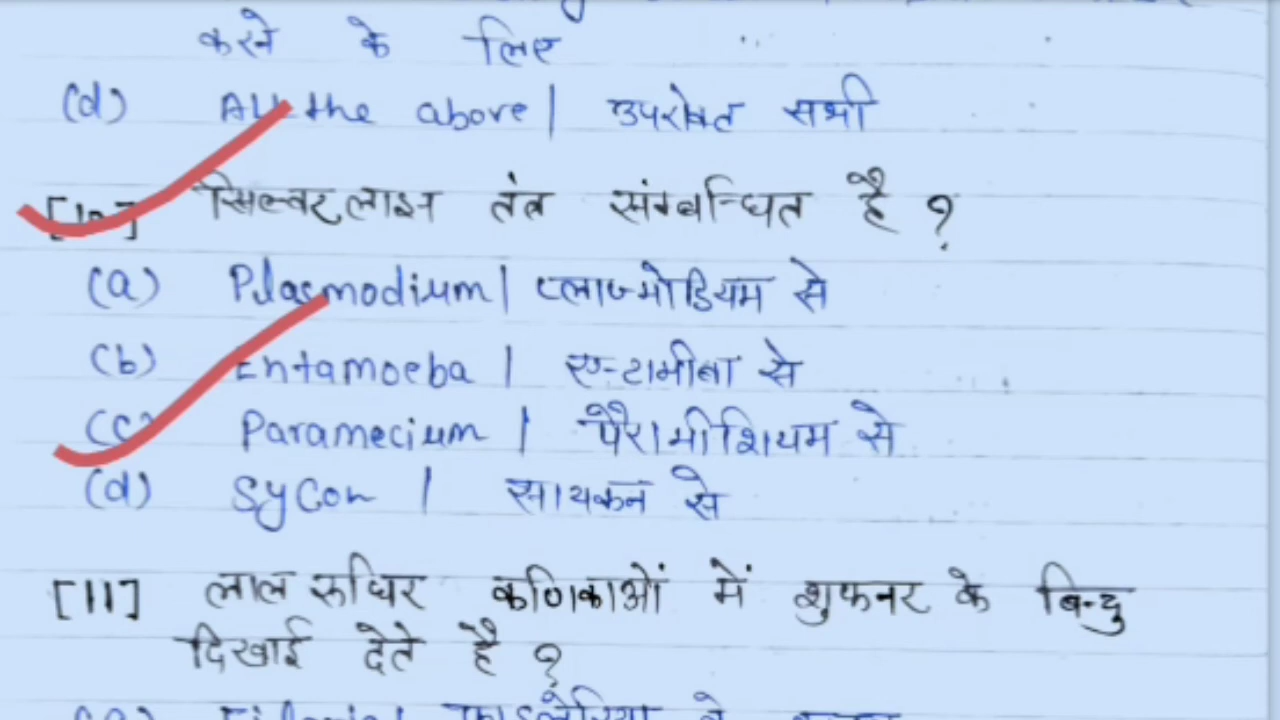 करने के लिए
(d) All the above | उपरोक्त सभी
[10] सिल्वरलाइन तंत्र संम्बन्धित है ?
(a) Plasmodium | प्लाज्मोडियम से
(b) Entamoeba | एन्टामीबा से
(c) Paramecium | पैरामीशियम से
(d) Sycon | सायकन से
[11] लाल रूधिर कणिकाओं में शुफनर के बिन्दु
दिखाई देते है ?